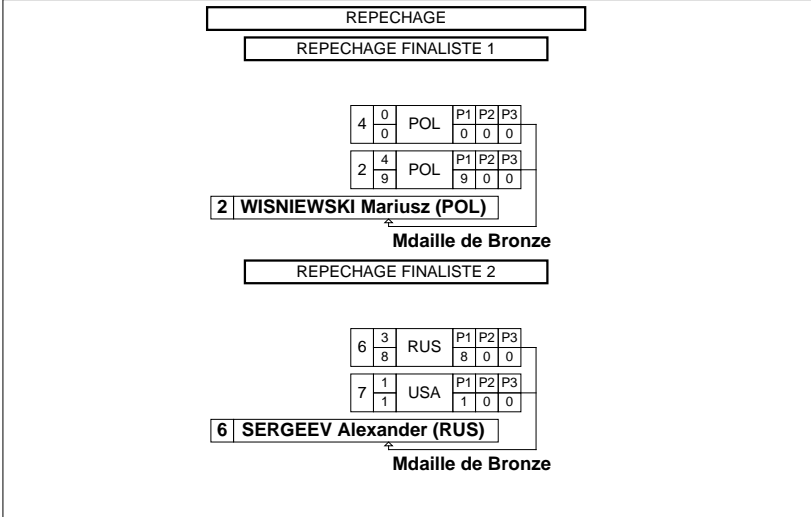 REPECHAGE
REPECHAGE FINALISTE 1
4 0 POL P1 P2 P3
0 0 0 0
2 4 POL P1 P2 P3
9 9 0 0
2 WISNIEWSKI Mariusz (POL)
Mdaille de Bronze
REPECHAGE FINALISTE 2
6 3 RUS P1 P2 P3
8 8 0 0
7 1 USA P1 P2 P3
1 1 0 0
6 SERGEEV Alexander (RUS)
Mdaille de Bronze